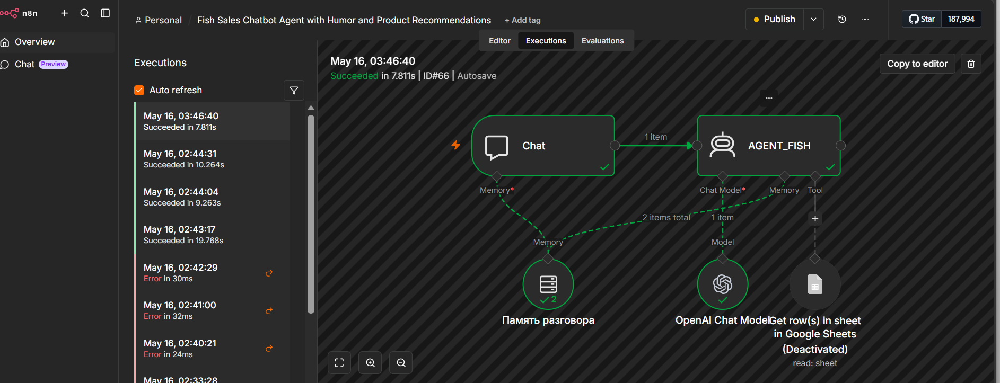 n8n
Overview
Chat Preview
Personal / Fish Sales Chatbot Agent with Humor and Product Recommendations + Add tag
Publish
Star 187,994
Editor Executions Evaluations
Executions
Auto refresh
May 16, 03:46:40
Succeeded in 7.811s
May 16, 02:44:31
Succeeded in 10.264s
May 16, 02:44:04
Succeeded in 9.263s
May 16, 02:43:17
Succeeded in 19.768s
May 16, 02:42:29
Error in 30ms
May 16, 02:41:00
Error in 32ms
May 16, 02:40:21
Error in 24ms
May 16, 02:33:28
May 16, 03:46:40
Succeeded in 7.811s | ID#66 | Autosave
Copy to editor
Chat
1 item
AGENT_FISH
Memory*
Chat Model*
Memory
Tool
2 items total
1 item
Memory
Model
2
Память разговора
OpenAI Chat Model
Get row(s) in sheet
in Google Sheets
(Deactivated)
read: sheet